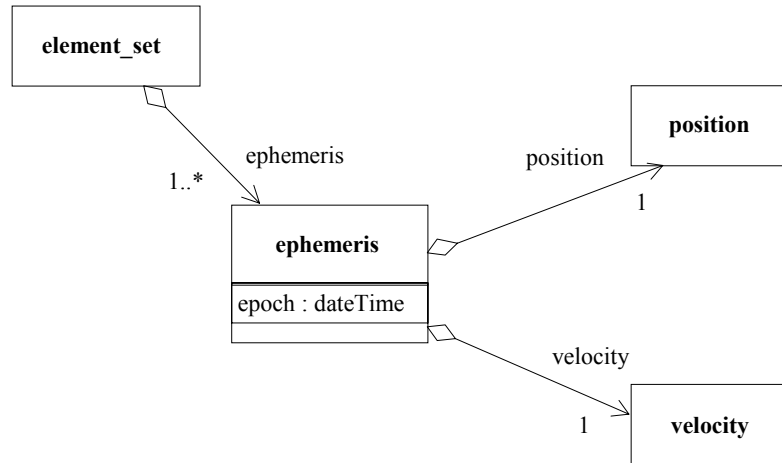 element_set
ephemeris
1..*
position
position
1
ephemeris
epoch : dateTime
velocity
1
velocity